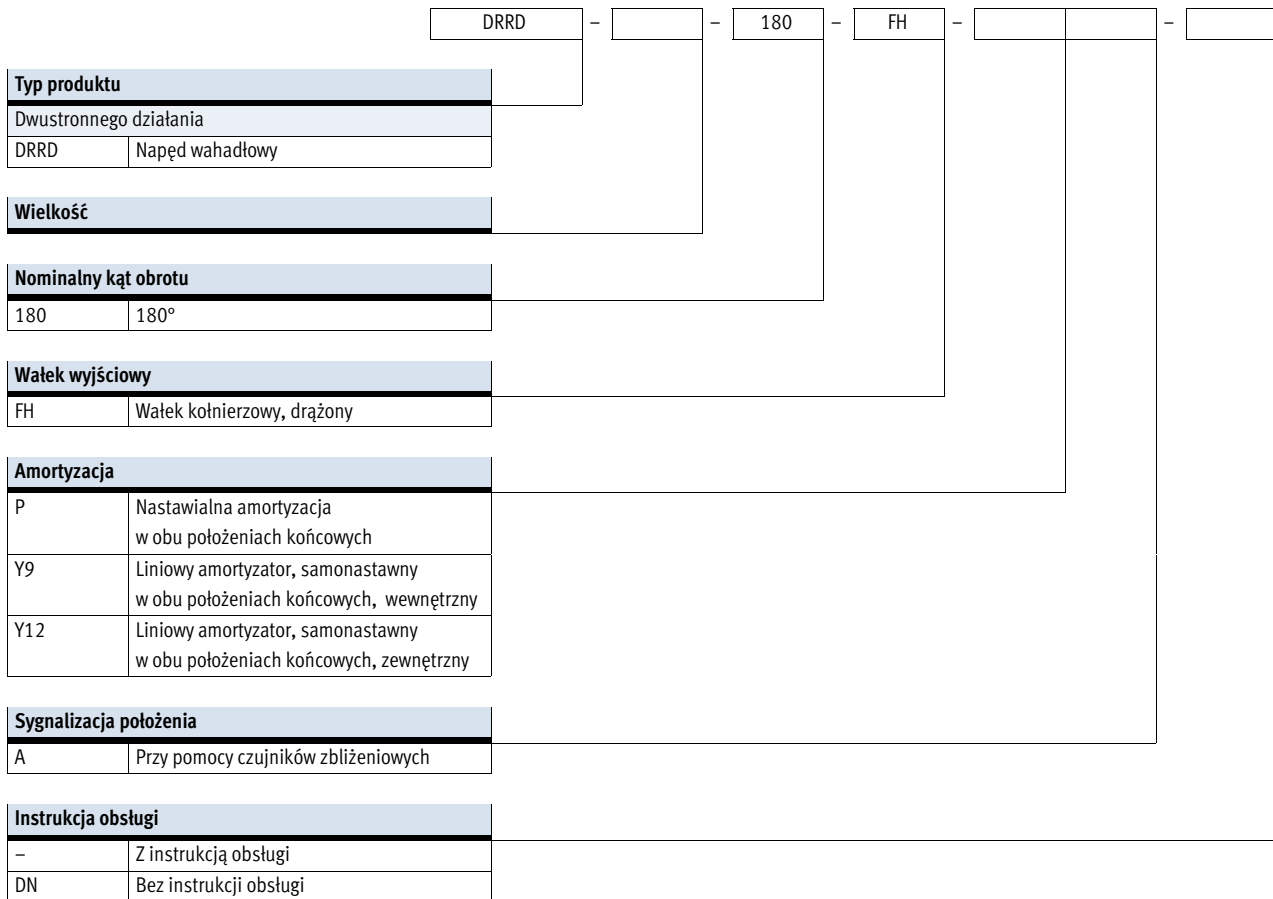 DRRD – – 180 – FH – –
Typ produktu
Dwustronnego działania
DRRD Napęd wahadłowy
Wielkość
Nominalny kąt obrotu
180 180°
Wałek wyjściowy
FH Wałek kołnierzowy, drążony
Amortyzacja
P Nastawialna amortyzacja
w obu położeniach końcowych
Y9 Liniowy amortyzator, samonastawny
w obu położeniach końcowych, wewnętrzny
Y12 Liniowy amortyzator, samonastawny
w obu położeniach końcowych, zewnętrzny
Sygnalizacja położenia
A Przy pomocy czujników zbliżeniowych
Instrukcja obsługi
– Z instrukcją obsługi
DN Bez instrukcji obsługi